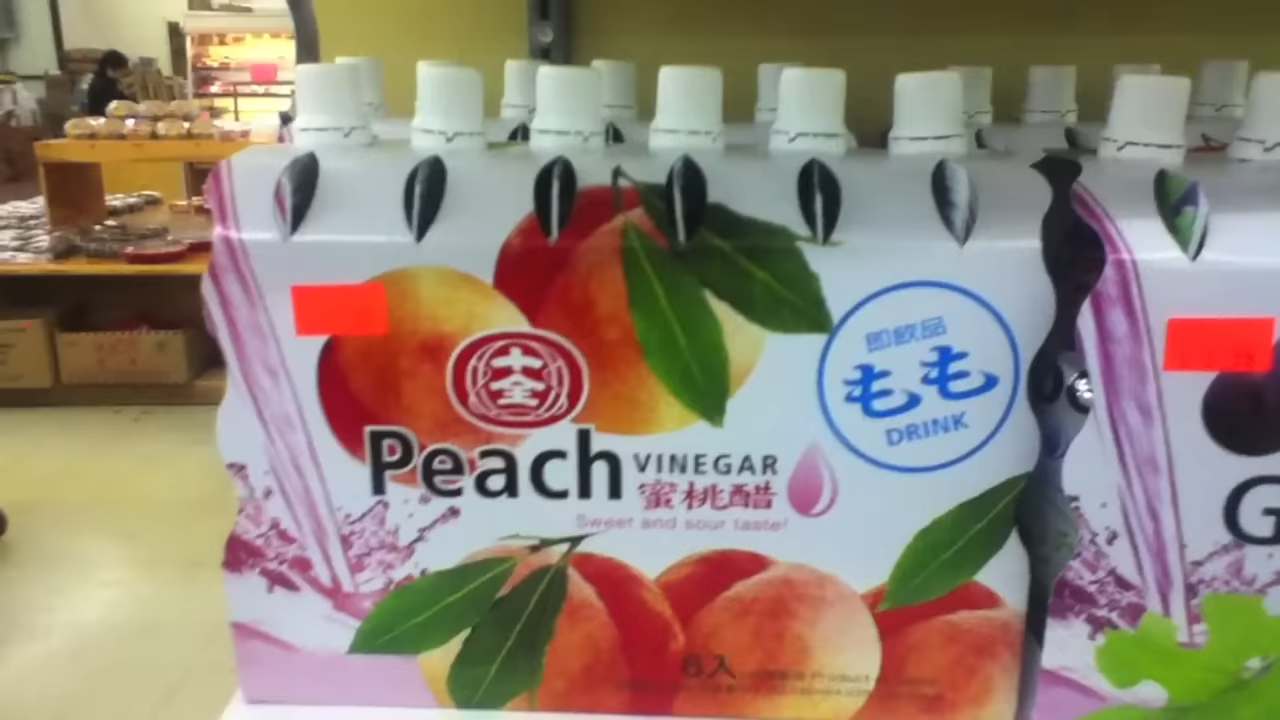 十全
即飲品
もも
DRINK
Peach VINEGAR
蜜桃醋
Sweet and sour taste!
6入
Product
G